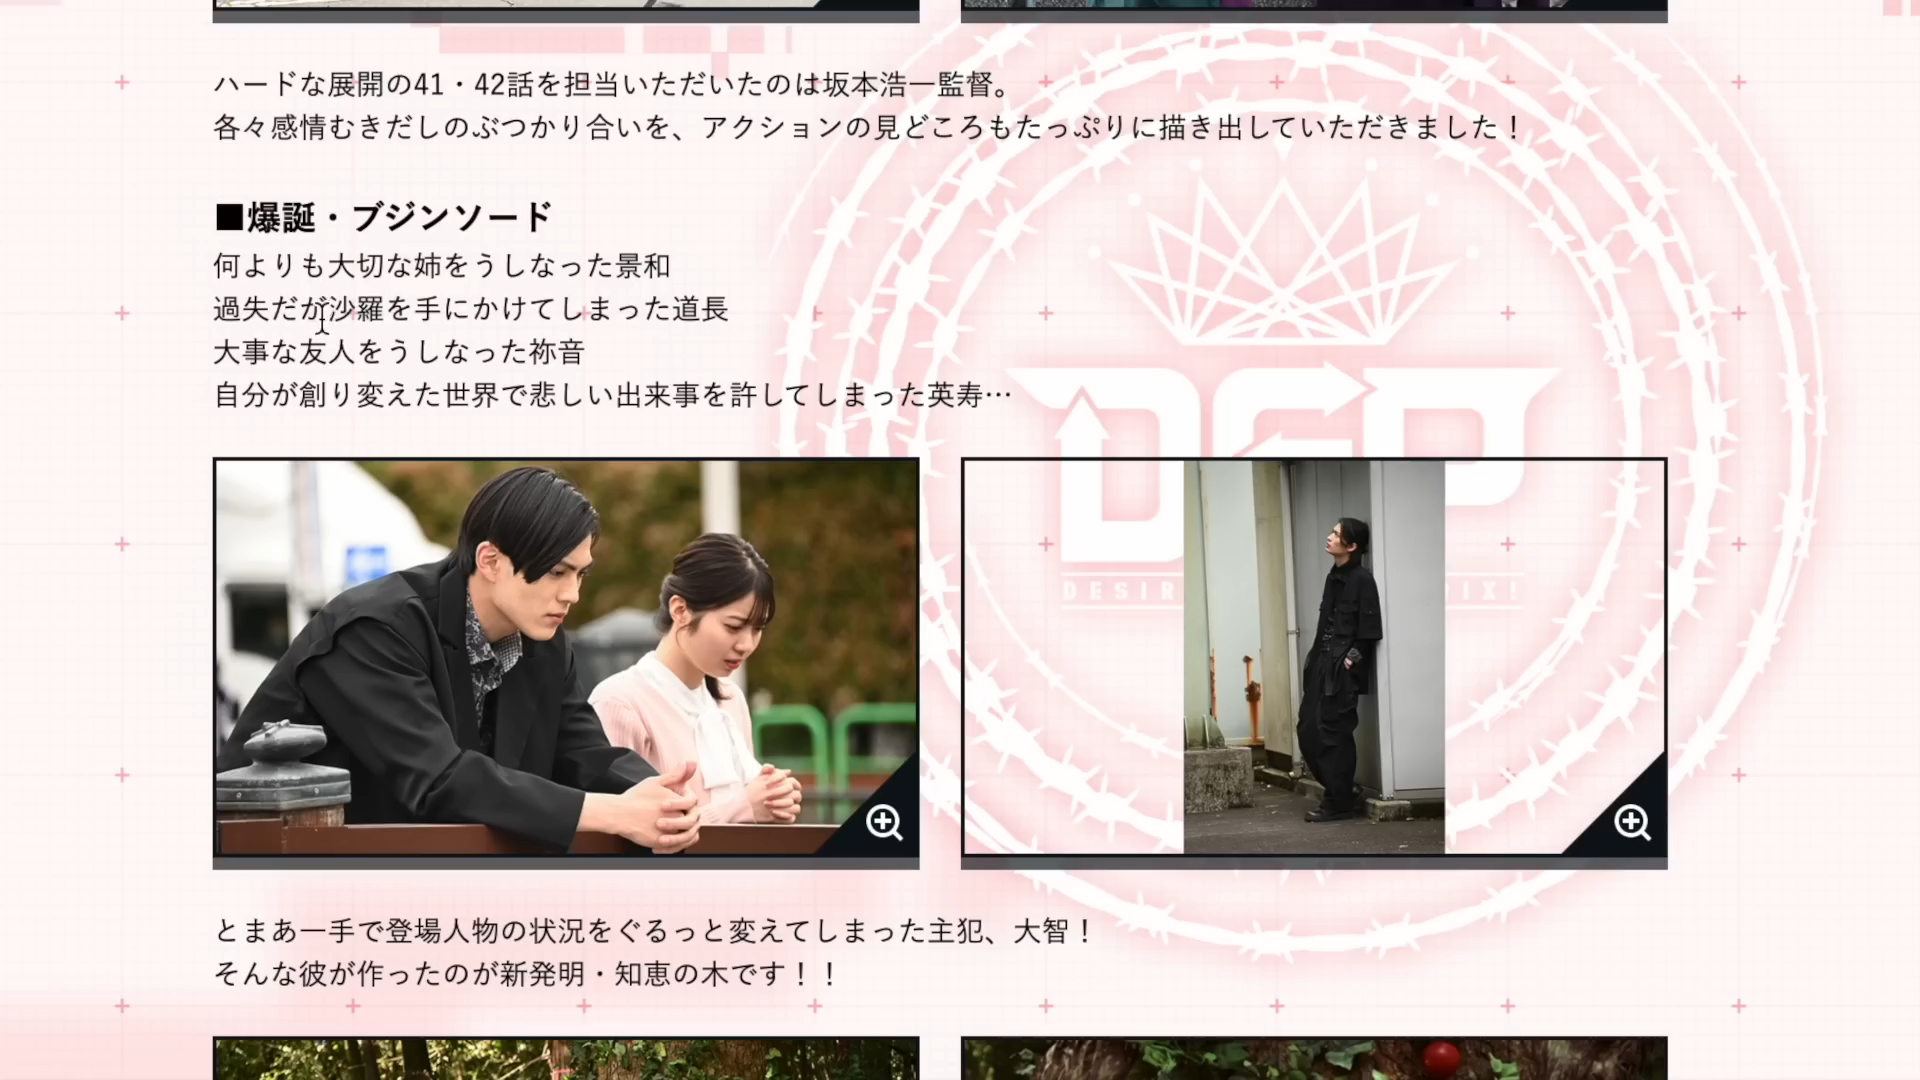 ハードな展開の41・42話を担当いただいたのは坂本浩一監督。
各々感情むきだしのぶつかり合いを、アクションの見どころもたっぷりに描き出していただきました！
■爆誕・ブジンソード
何よりも大切な姉をうしなった景和
過失だが沙羅を手にかけてしまった道長
大事な友人をうしなった祢音
自分が創り変えた世界で悲しい出来事を許してしまった英寿…
DGP
とまあ一手で登場人物の状況をぐるっと変えてしまった主犯、大智！
そんな彼が作ったのが新発明・知恵の木です！！